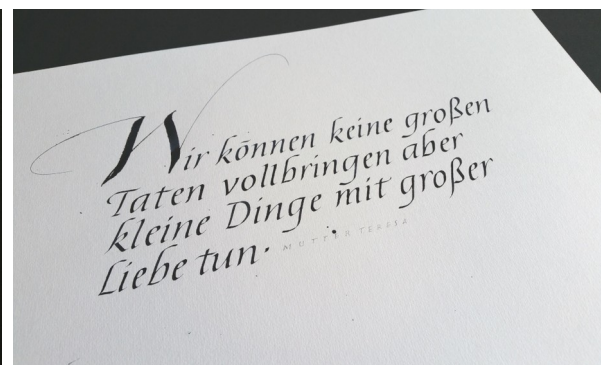 Wir können keine großen
Taten vollbringen aber
kleine Dinge mit großer
Liebe tun. MUTTER TERESA